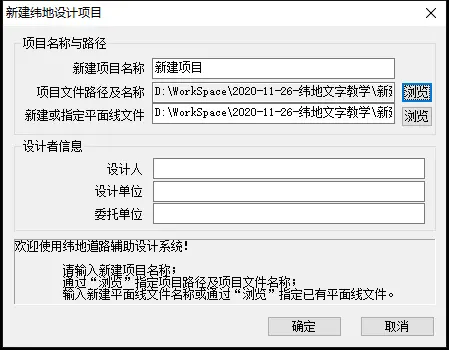 新建纬地设计项目
项目名称与路径
新建项目名称 新建项目
项目文件路径及名称 D:\WorkSpace\2020-11-26-纬地文字教学\新建 浏览
新建或指定平面线文件 D:\WorkSpace\2020-11-26-纬地文字教学\新建 浏览
设计者信息
设计人
设计单位
委托单位
欢迎使用纬地道路辅助设计系统!
请输入新建项目名称;
通过“浏览”指定项目路径及项目文件名称;
输入新建平面线文件名称或通过“浏览”指定已有平面线文件。
确定 取消